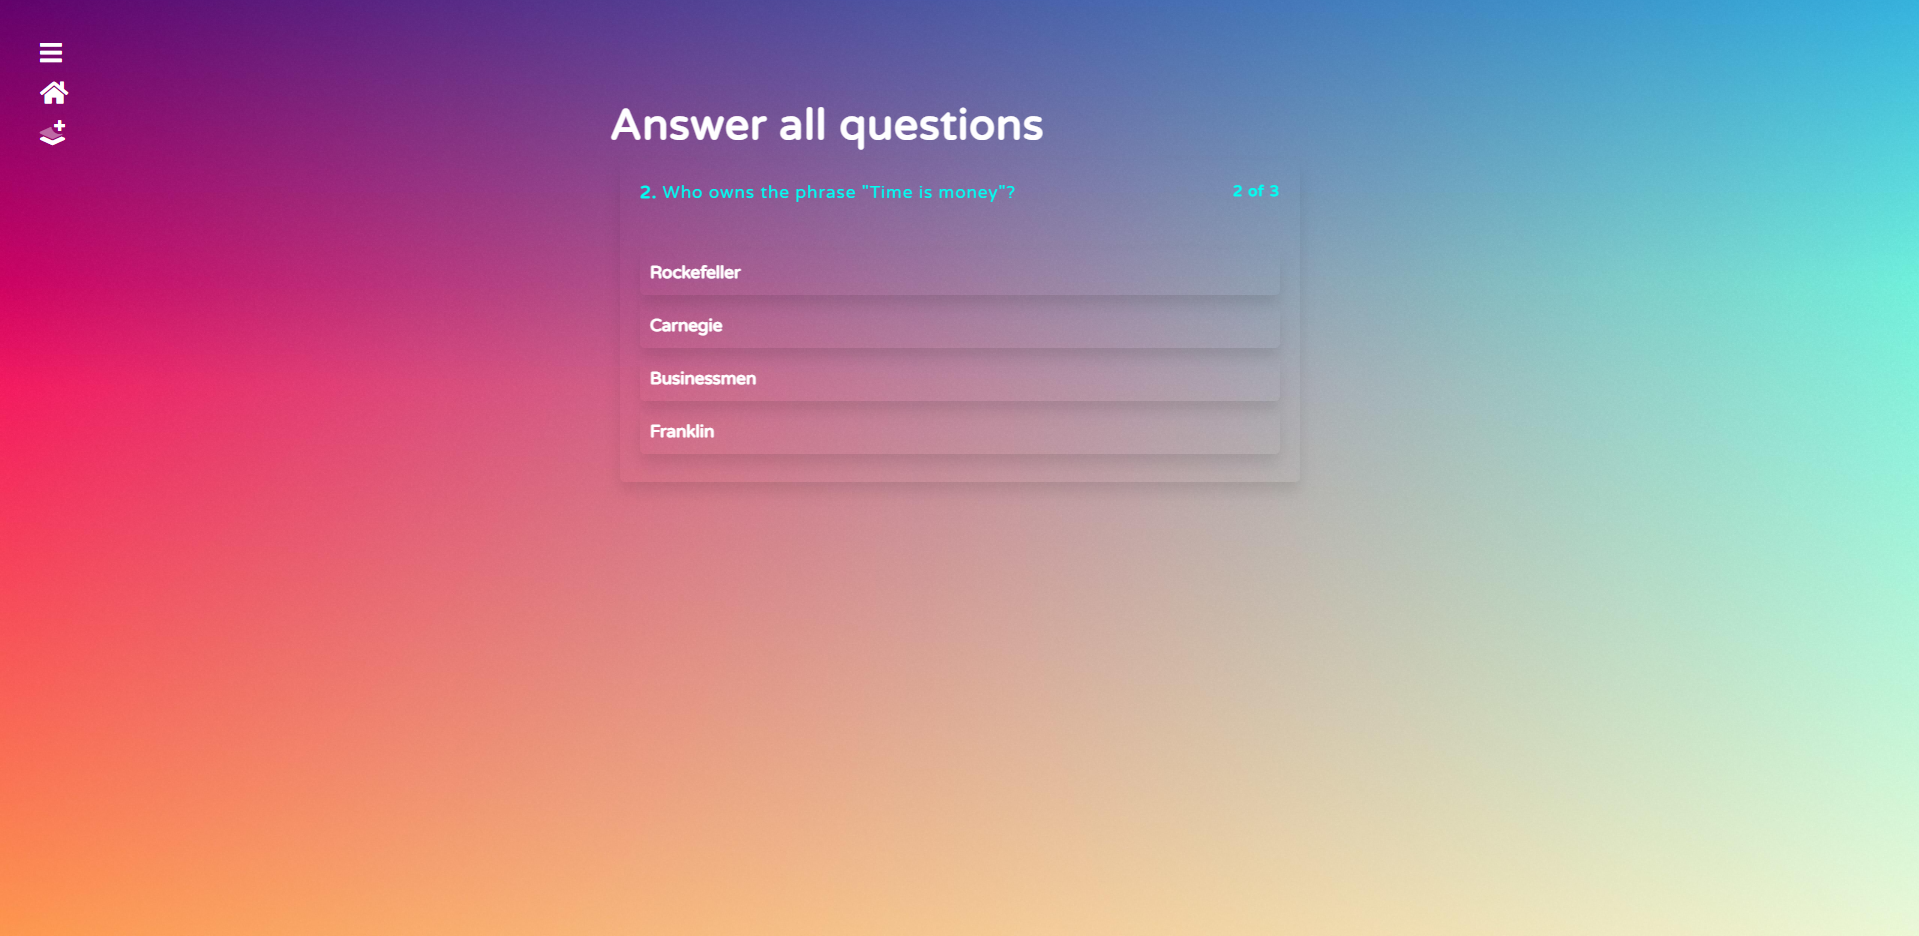 Answer all questions
2. Who owns the phrase "Time is money"?
2 of 3
Rockefeller
Carnegie
Businessmen
Franklin